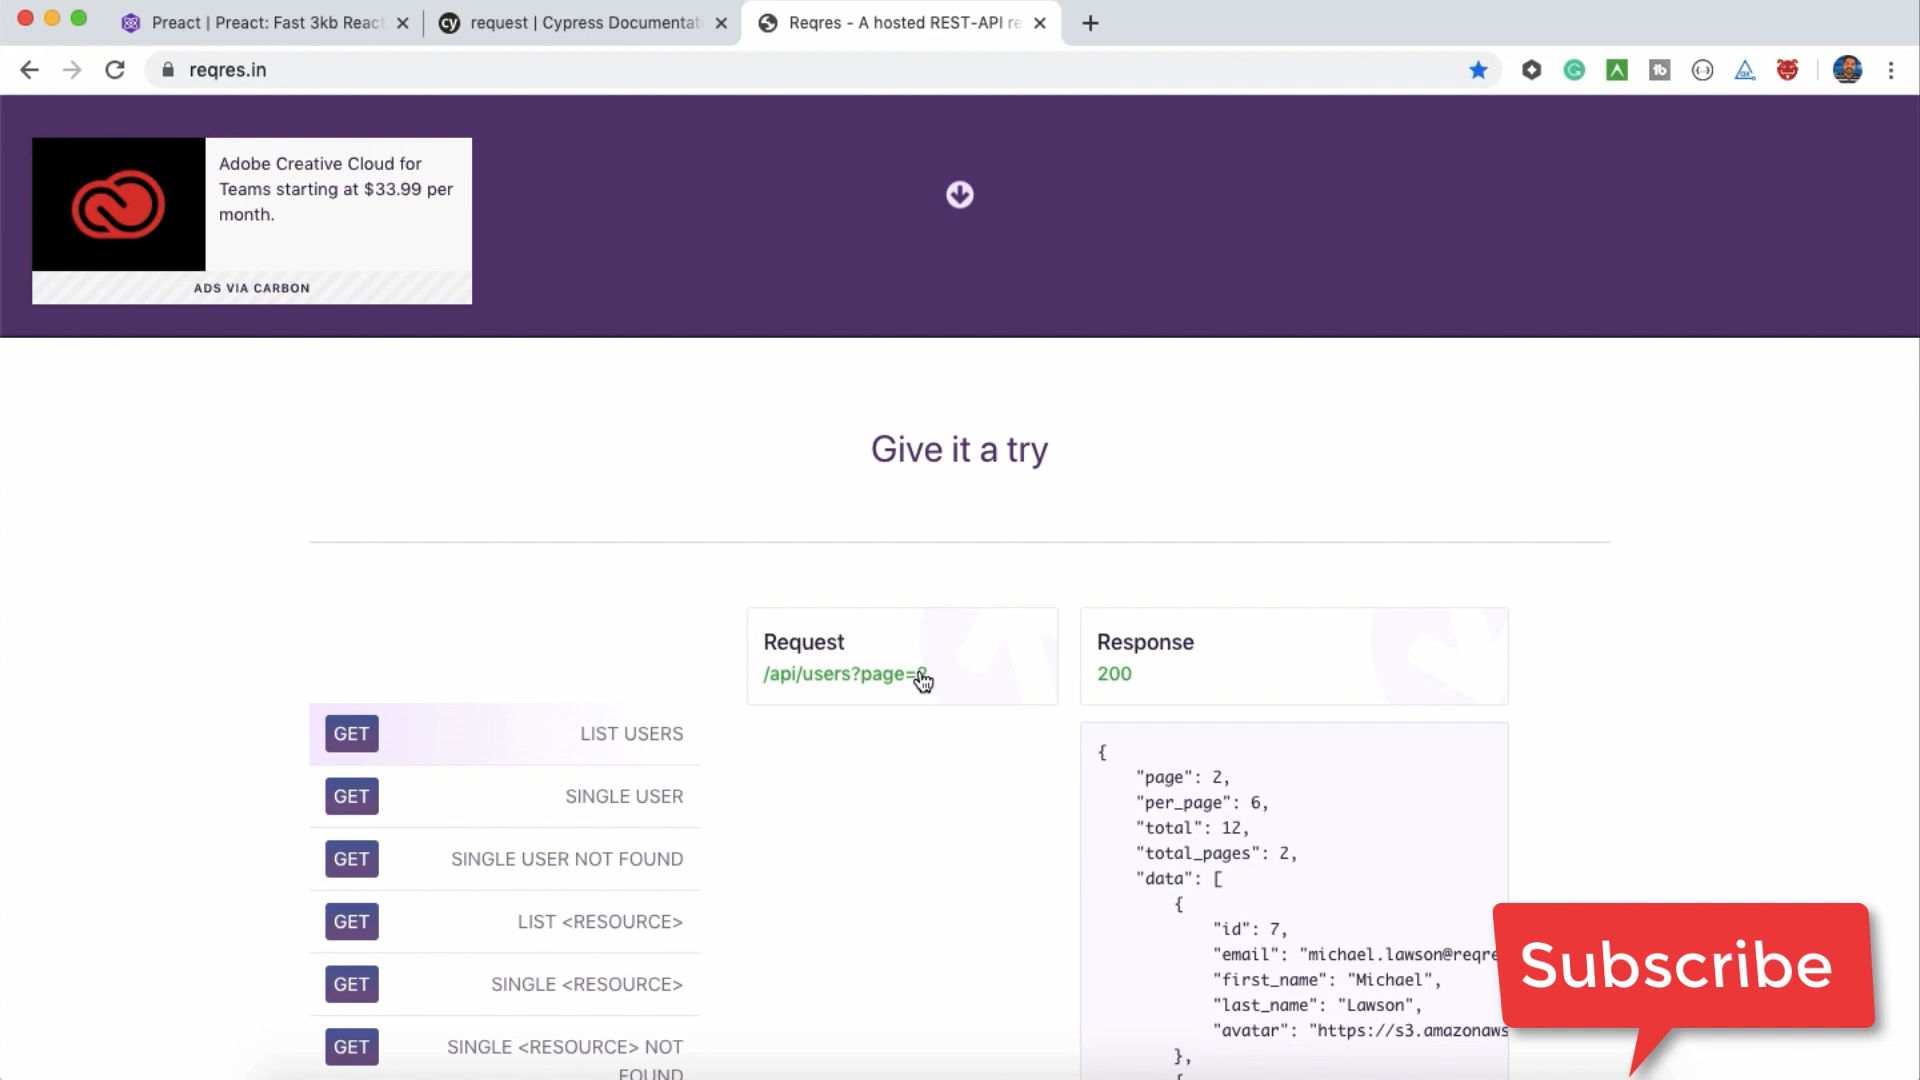 Preact | Preact: Fast 3kb React
cy request | Cypress Documentati
Reqres - A hosted REST-API re
reqres.in
Adobe Creative Cloud for
Teams starting at $33.99 per
month.
ADS VIA CARBON
Give it a try
Request
/api/users?page=2
Response
200
GET LIST USERS
GET SINGLE USER
GET SINGLE USER NOT FOUND
GET LIST <RESOURCE>
GET SINGLE <RESOURCE>
GET SINGLE <RESOURCE> NOT
FOUND
{
"page": 2,
"per_page": 6,
"total": 12,
"total_pages": 2,
"data": [
{
"id": 7,
"email": "michael.lawson@reqre
"first_name": "Michael",
"last_name": "Lawson",
"avatar": "https://s3.amazonaws
},
{
Subscribe